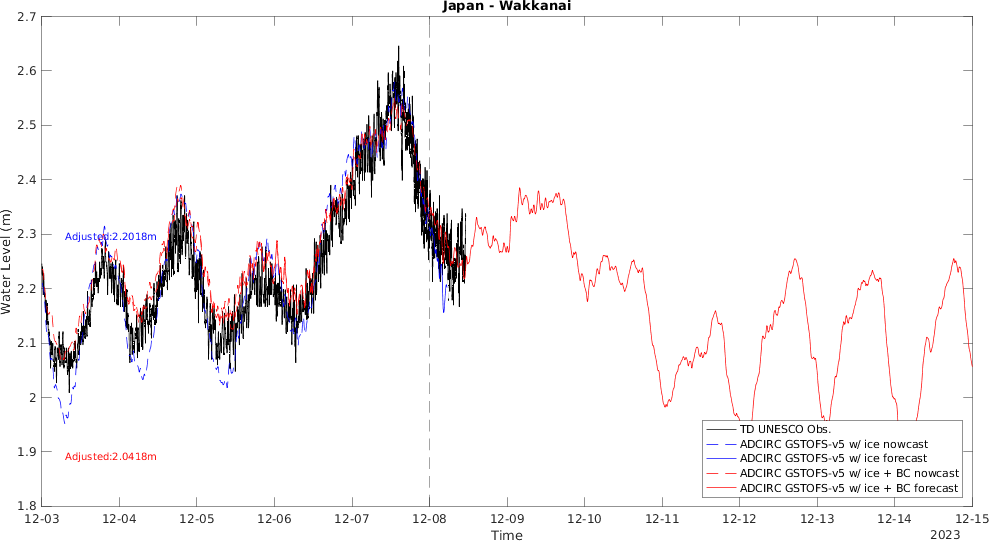 Japan - Wakkanai
2.7
2.6
2.5
2.4
2.3
2.2
2.1
2
1.9
1.8
Water Level (m)
Adjusted:2.2018m
Adjusted:2.0418m
TD UNESCO Obs.
ADCIRC GSTOFS-v5 w/ ice nowcast
ADCIRC GSTOFS-v5 w/ ice forecast
ADCIRC GSTOFS-v5 w/ ice + BC nowcast
ADCIRC GSTOFS-v5 w/ ice + BC forecast
12-03 12-04 12-05 12-06 12-07 12-08 12-09 12-10 12-11 12-12 12-13 12-14 12-15
Time
2023